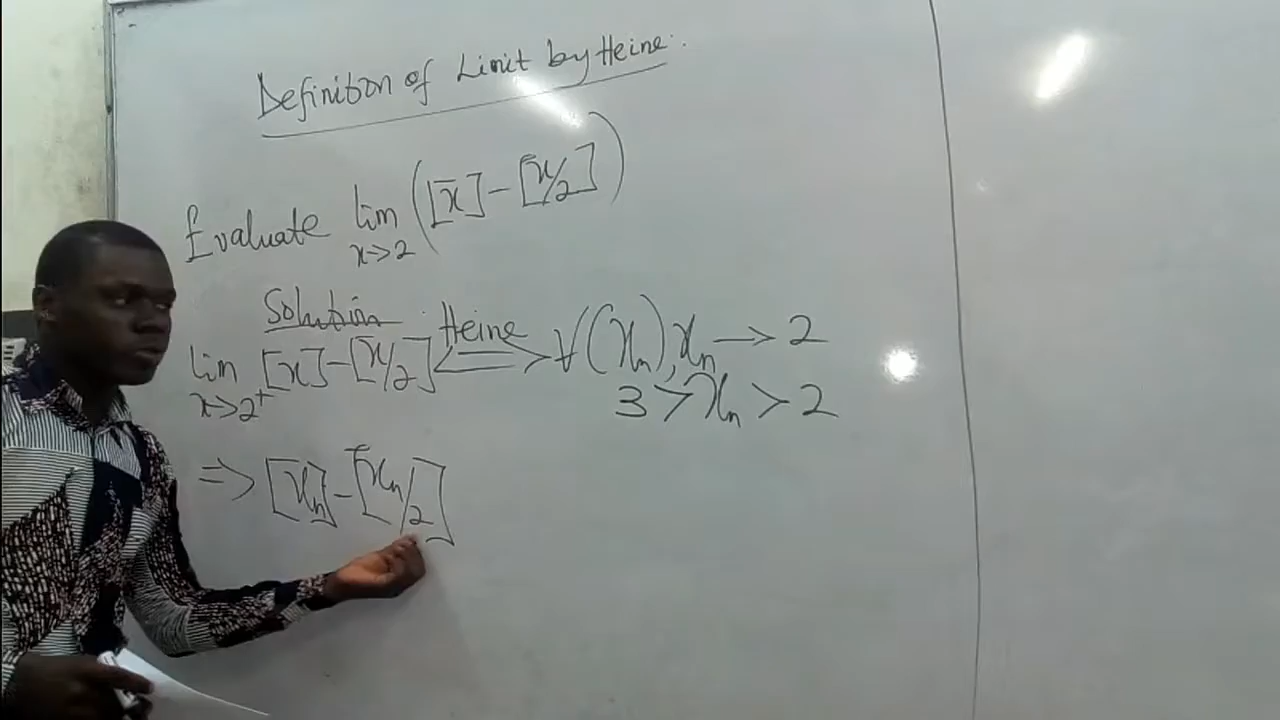 Definition of Limit by Heine:
Evaluate lim x→2 ([x] - [x/2])
Solution
lim x→2⁺ [x] - [x/2] ⟺ Heine ∀(xₙ), xₙ → 2
3 > xₙ > 2
⇒ [xₙ] - [xₙ/2]